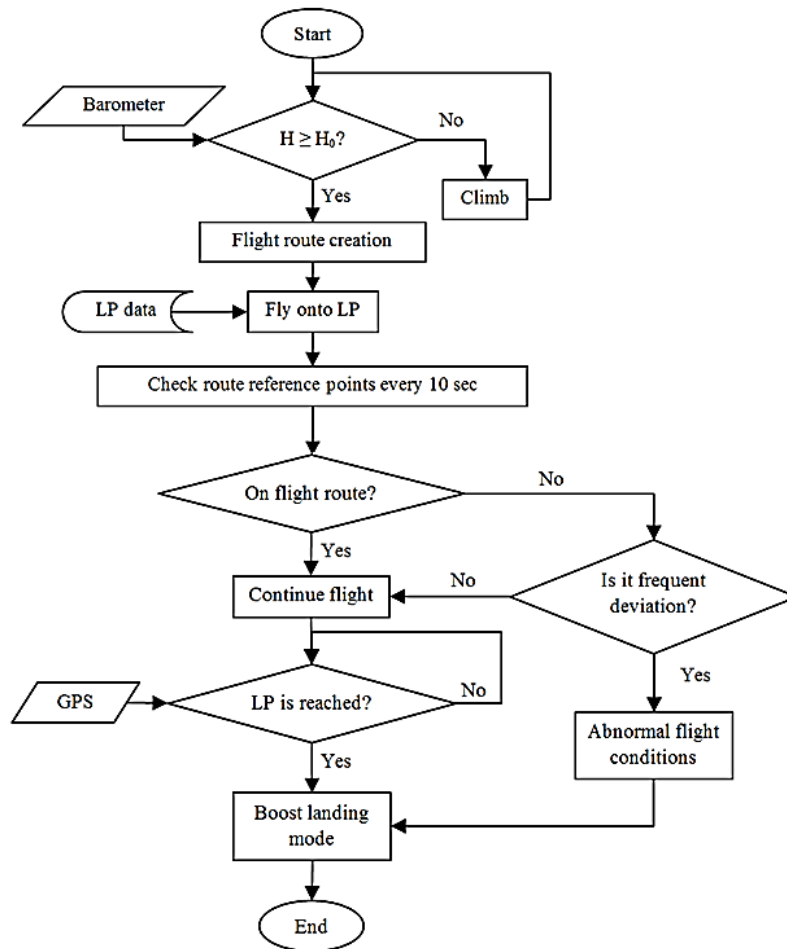 Start
Barometer
H ≥ H₀?
No
Climb
Yes
Flight route creation
LP data
Fly onto LP
Check route reference points every 10 sec
On flight route?
No
Yes
Continue flight
No
Is it frequent
deviation?
GPS
LP is reached?
No
Yes
Yes
Abnormal flight
conditions
Boost landing
mode
End